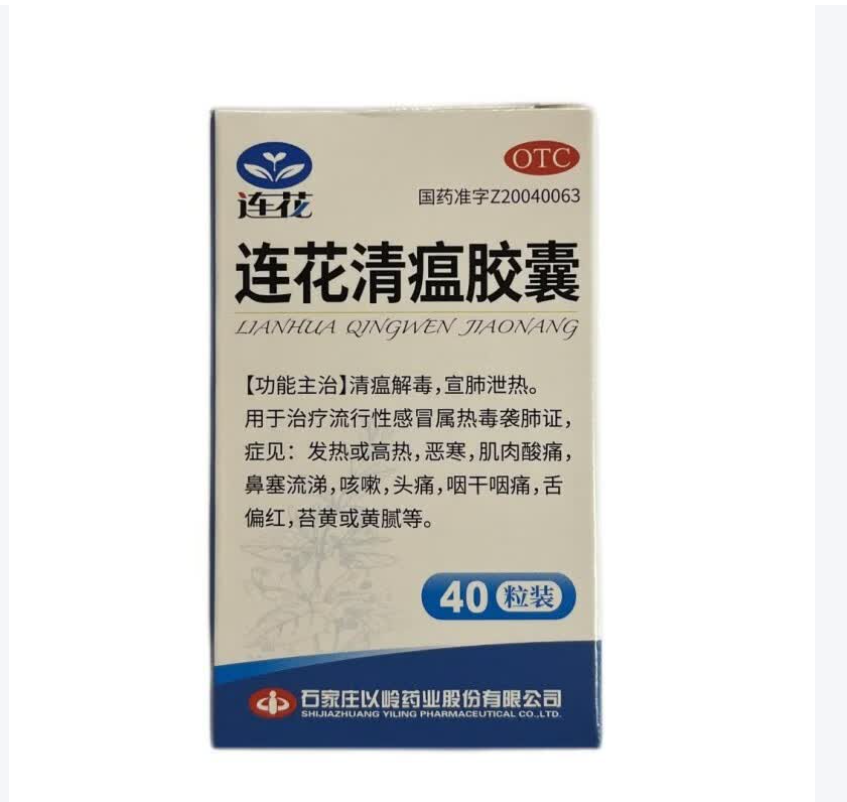 OTC
连花
国药准字Z20040063
连花清瘟胶囊
LIANHUA QINGWEN JIAONANG
【功能主治】清瘟解毒,宣肺泄热。
用于治疗流行性感冒属热毒袭肺证,
症见:发热或高热,恶寒,肌肉酸痛,
鼻塞流涕,咳嗽,头痛,咽干咽痛,舌
偏红,苔黄或黄腻等。
40粒装
石家庄以岭药业股份有限公司
SHIJIAZHUANG YILING PHARMACEUTICAL CO.,LTD.